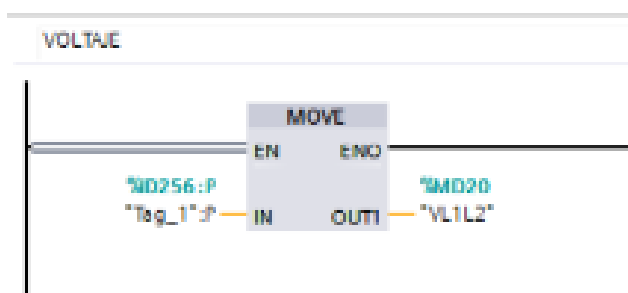 VOLTAJE
MOVE
EN ENO
%ID256:P %MD20
"Tag_1":P IN OUT1 "VL1L2"